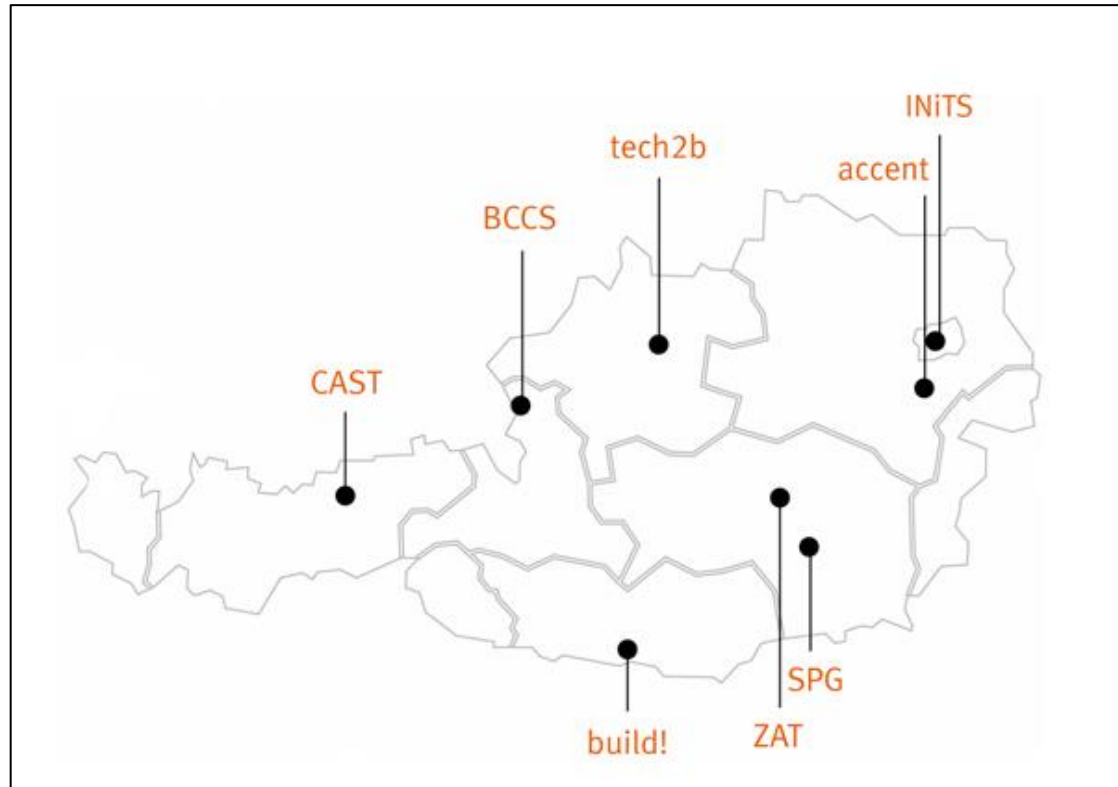 INiTS
tech2b
accent
BCCS
CAST
SPG
build!
ZAT